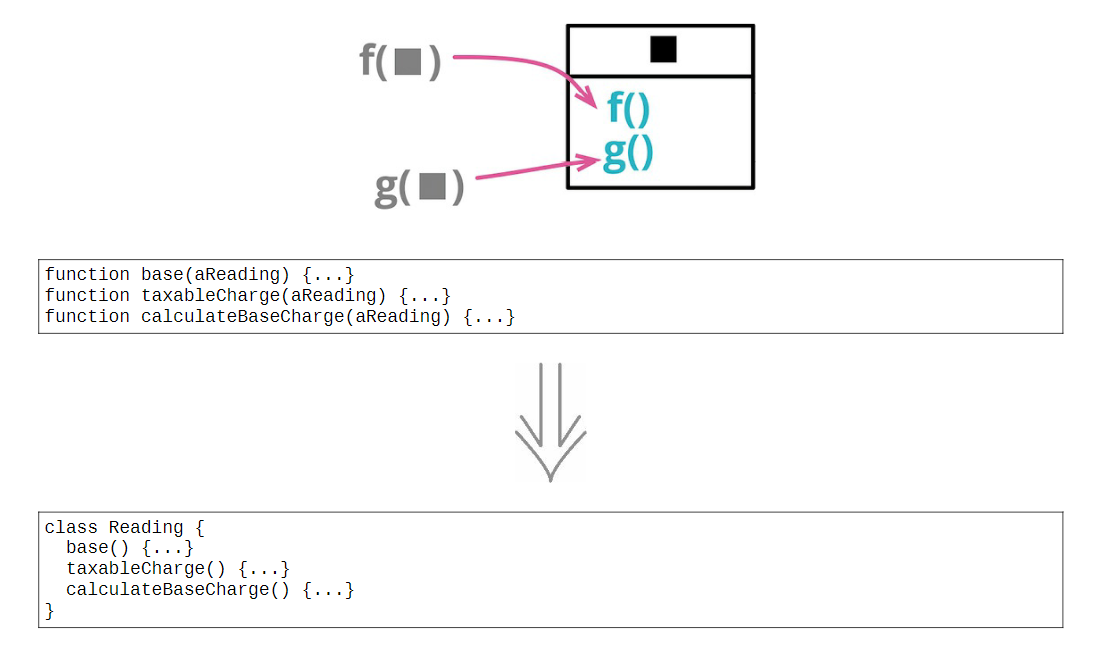 f(■)
f()
g()
g(■)
function base(aReading) {...}
function taxableCharge(aReading) {...}
function calculateBaseCharge(aReading) {...}
class Reading {
  base() {...}
  taxableCharge() {...}
  calculateBaseCharge() {...}
}